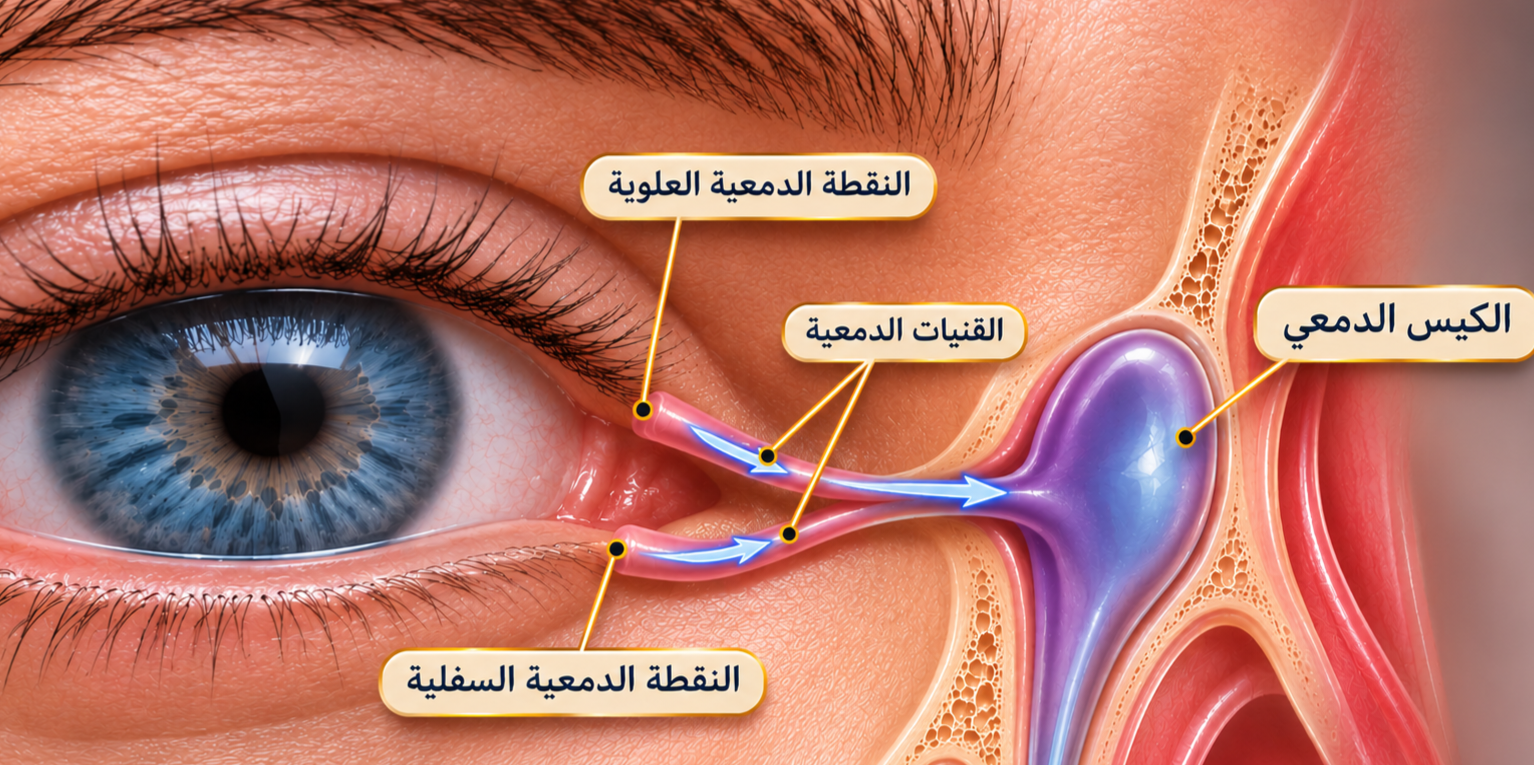 النقطة الدمعية العلوية
القنيات الدمعية
الكيس الدمعي
النقطة الدمعية السفلية